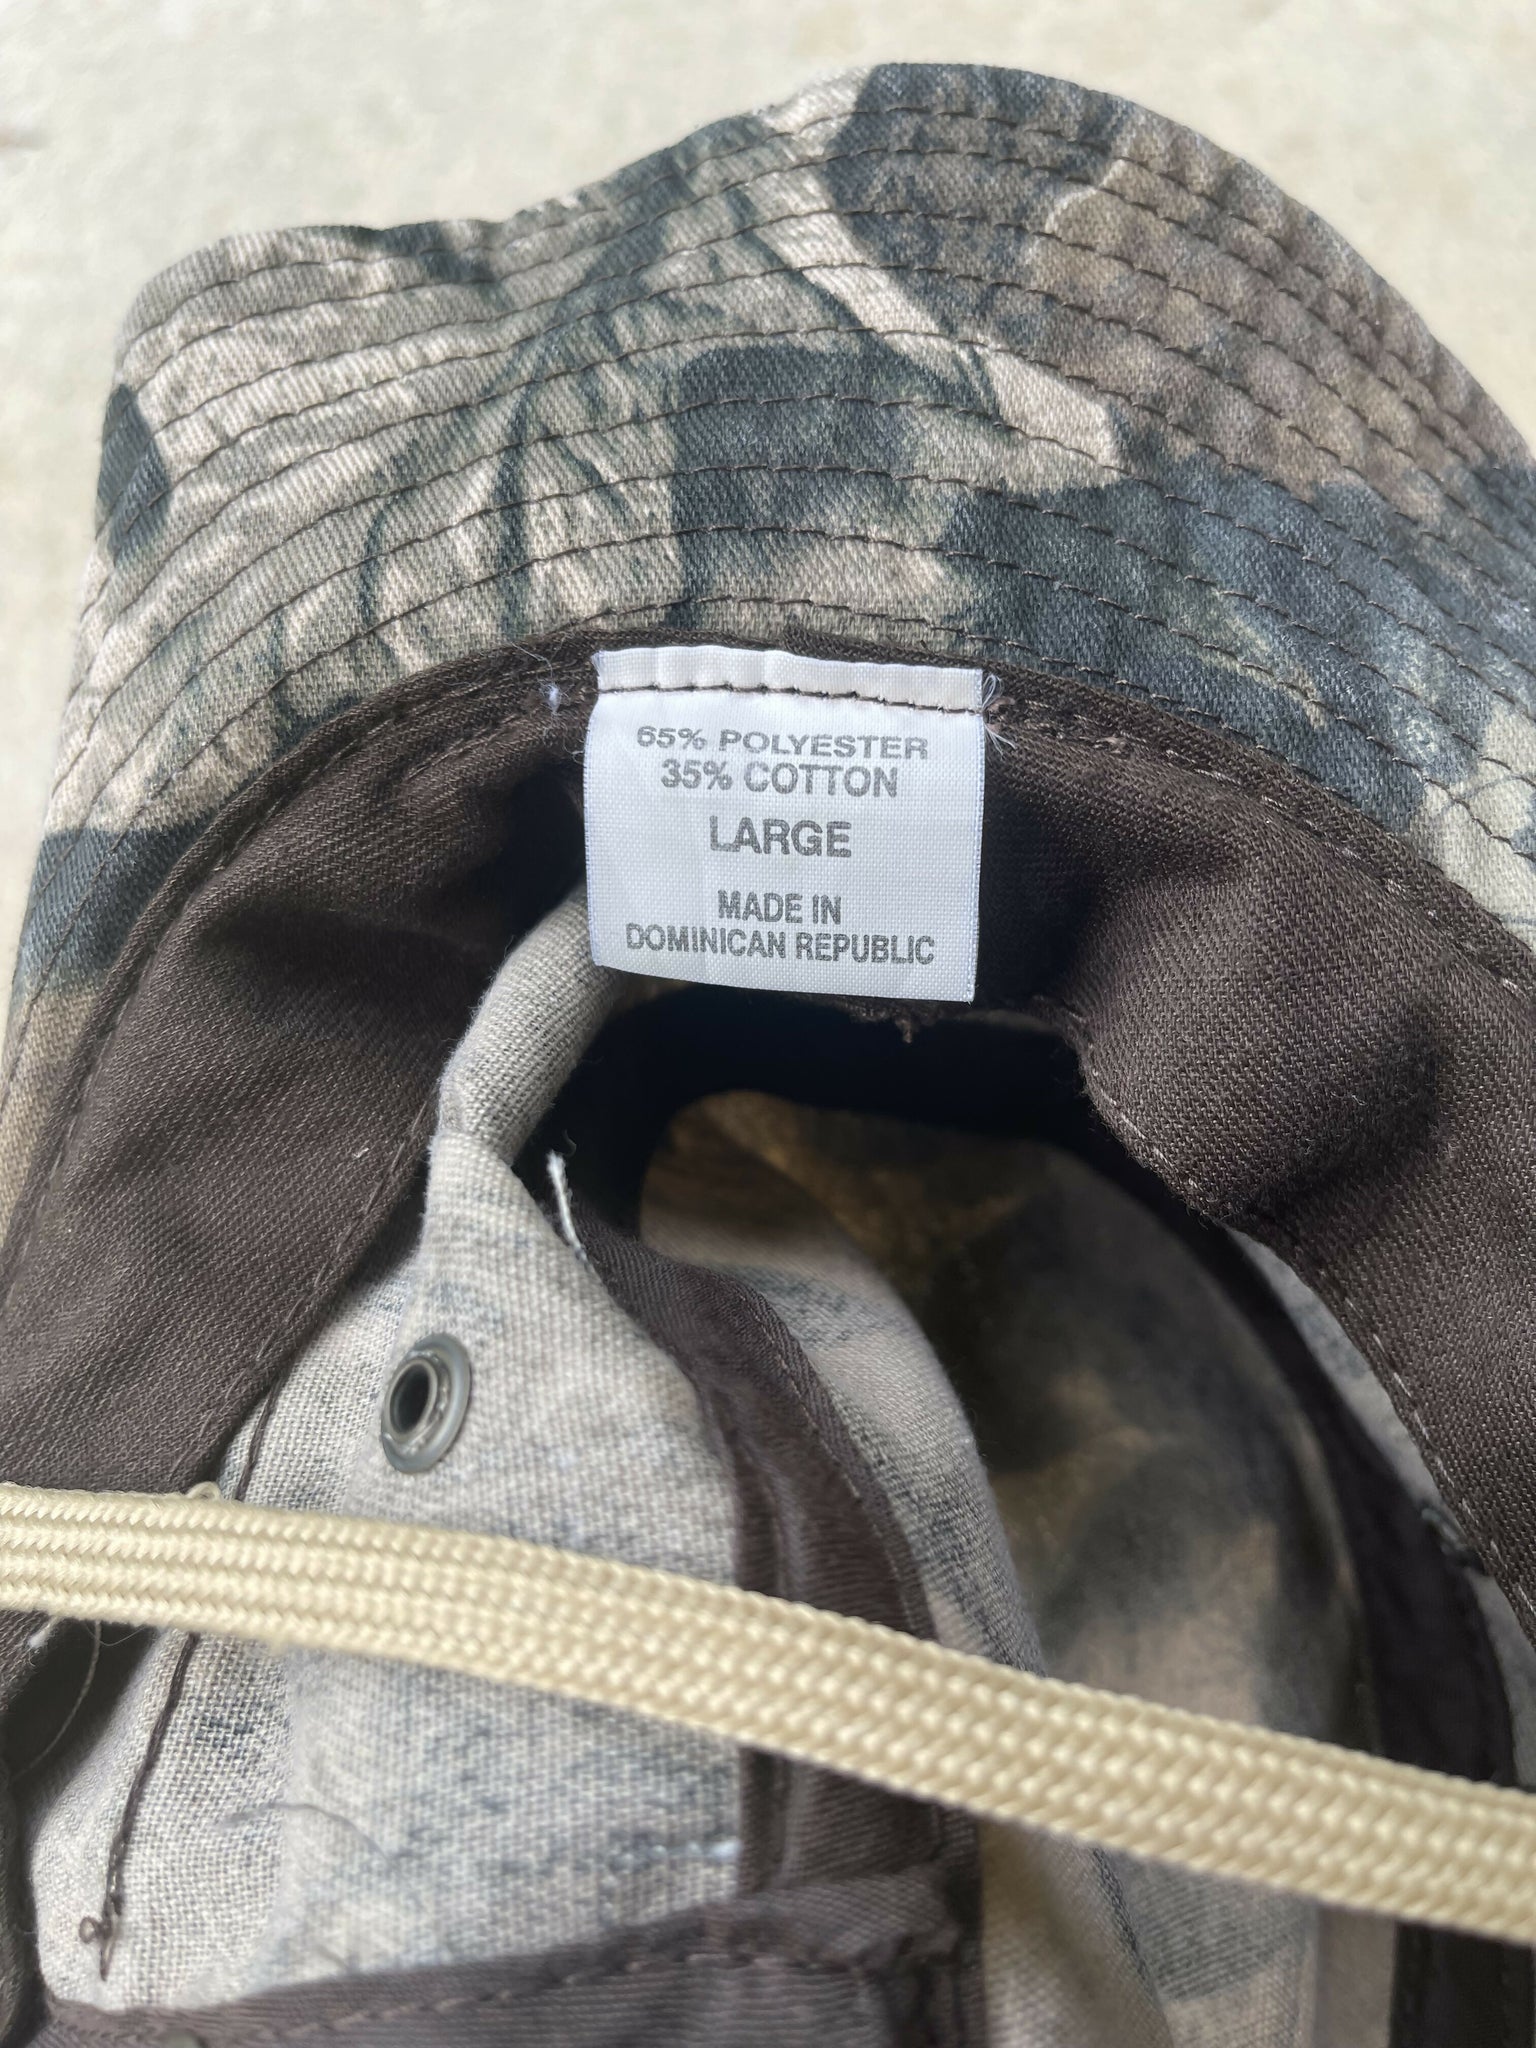 65% POLYESTER
35% COTTON
LARGE
MADE IN
DOMINICAN REPUBLIC